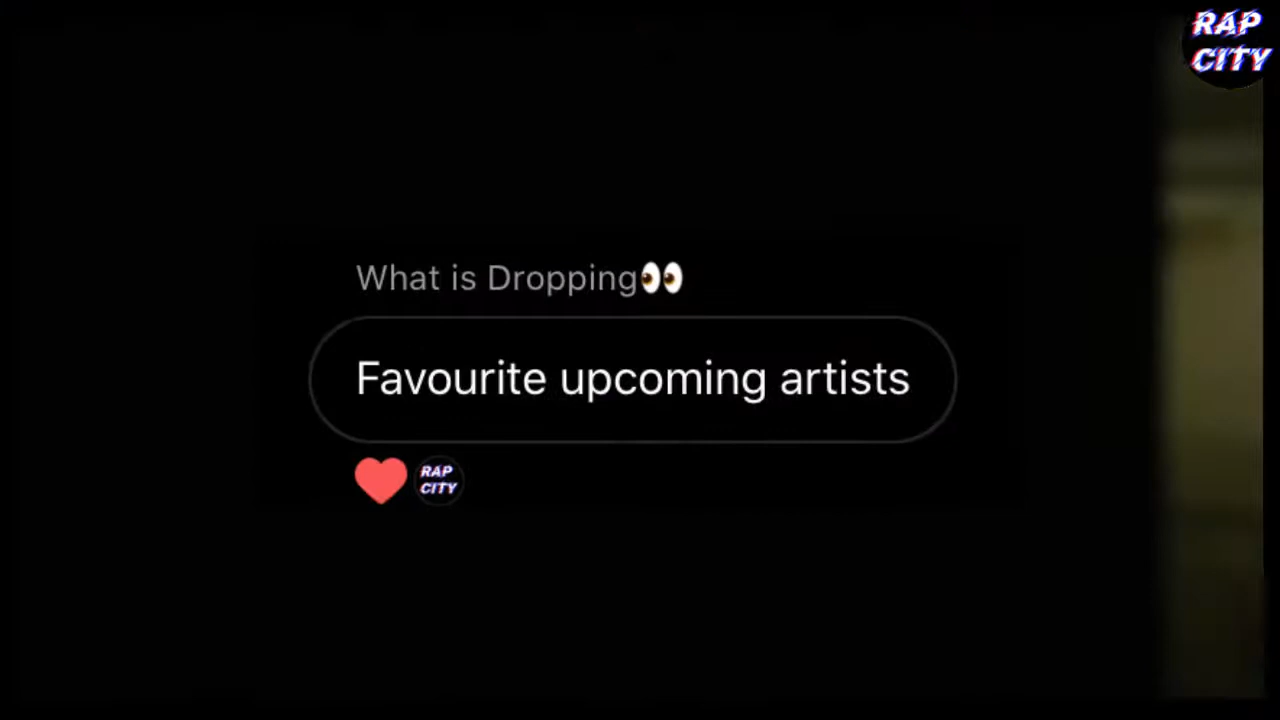 RAP
CITY
What is Dropping👀
Favourite upcoming artists
RAP
CITY